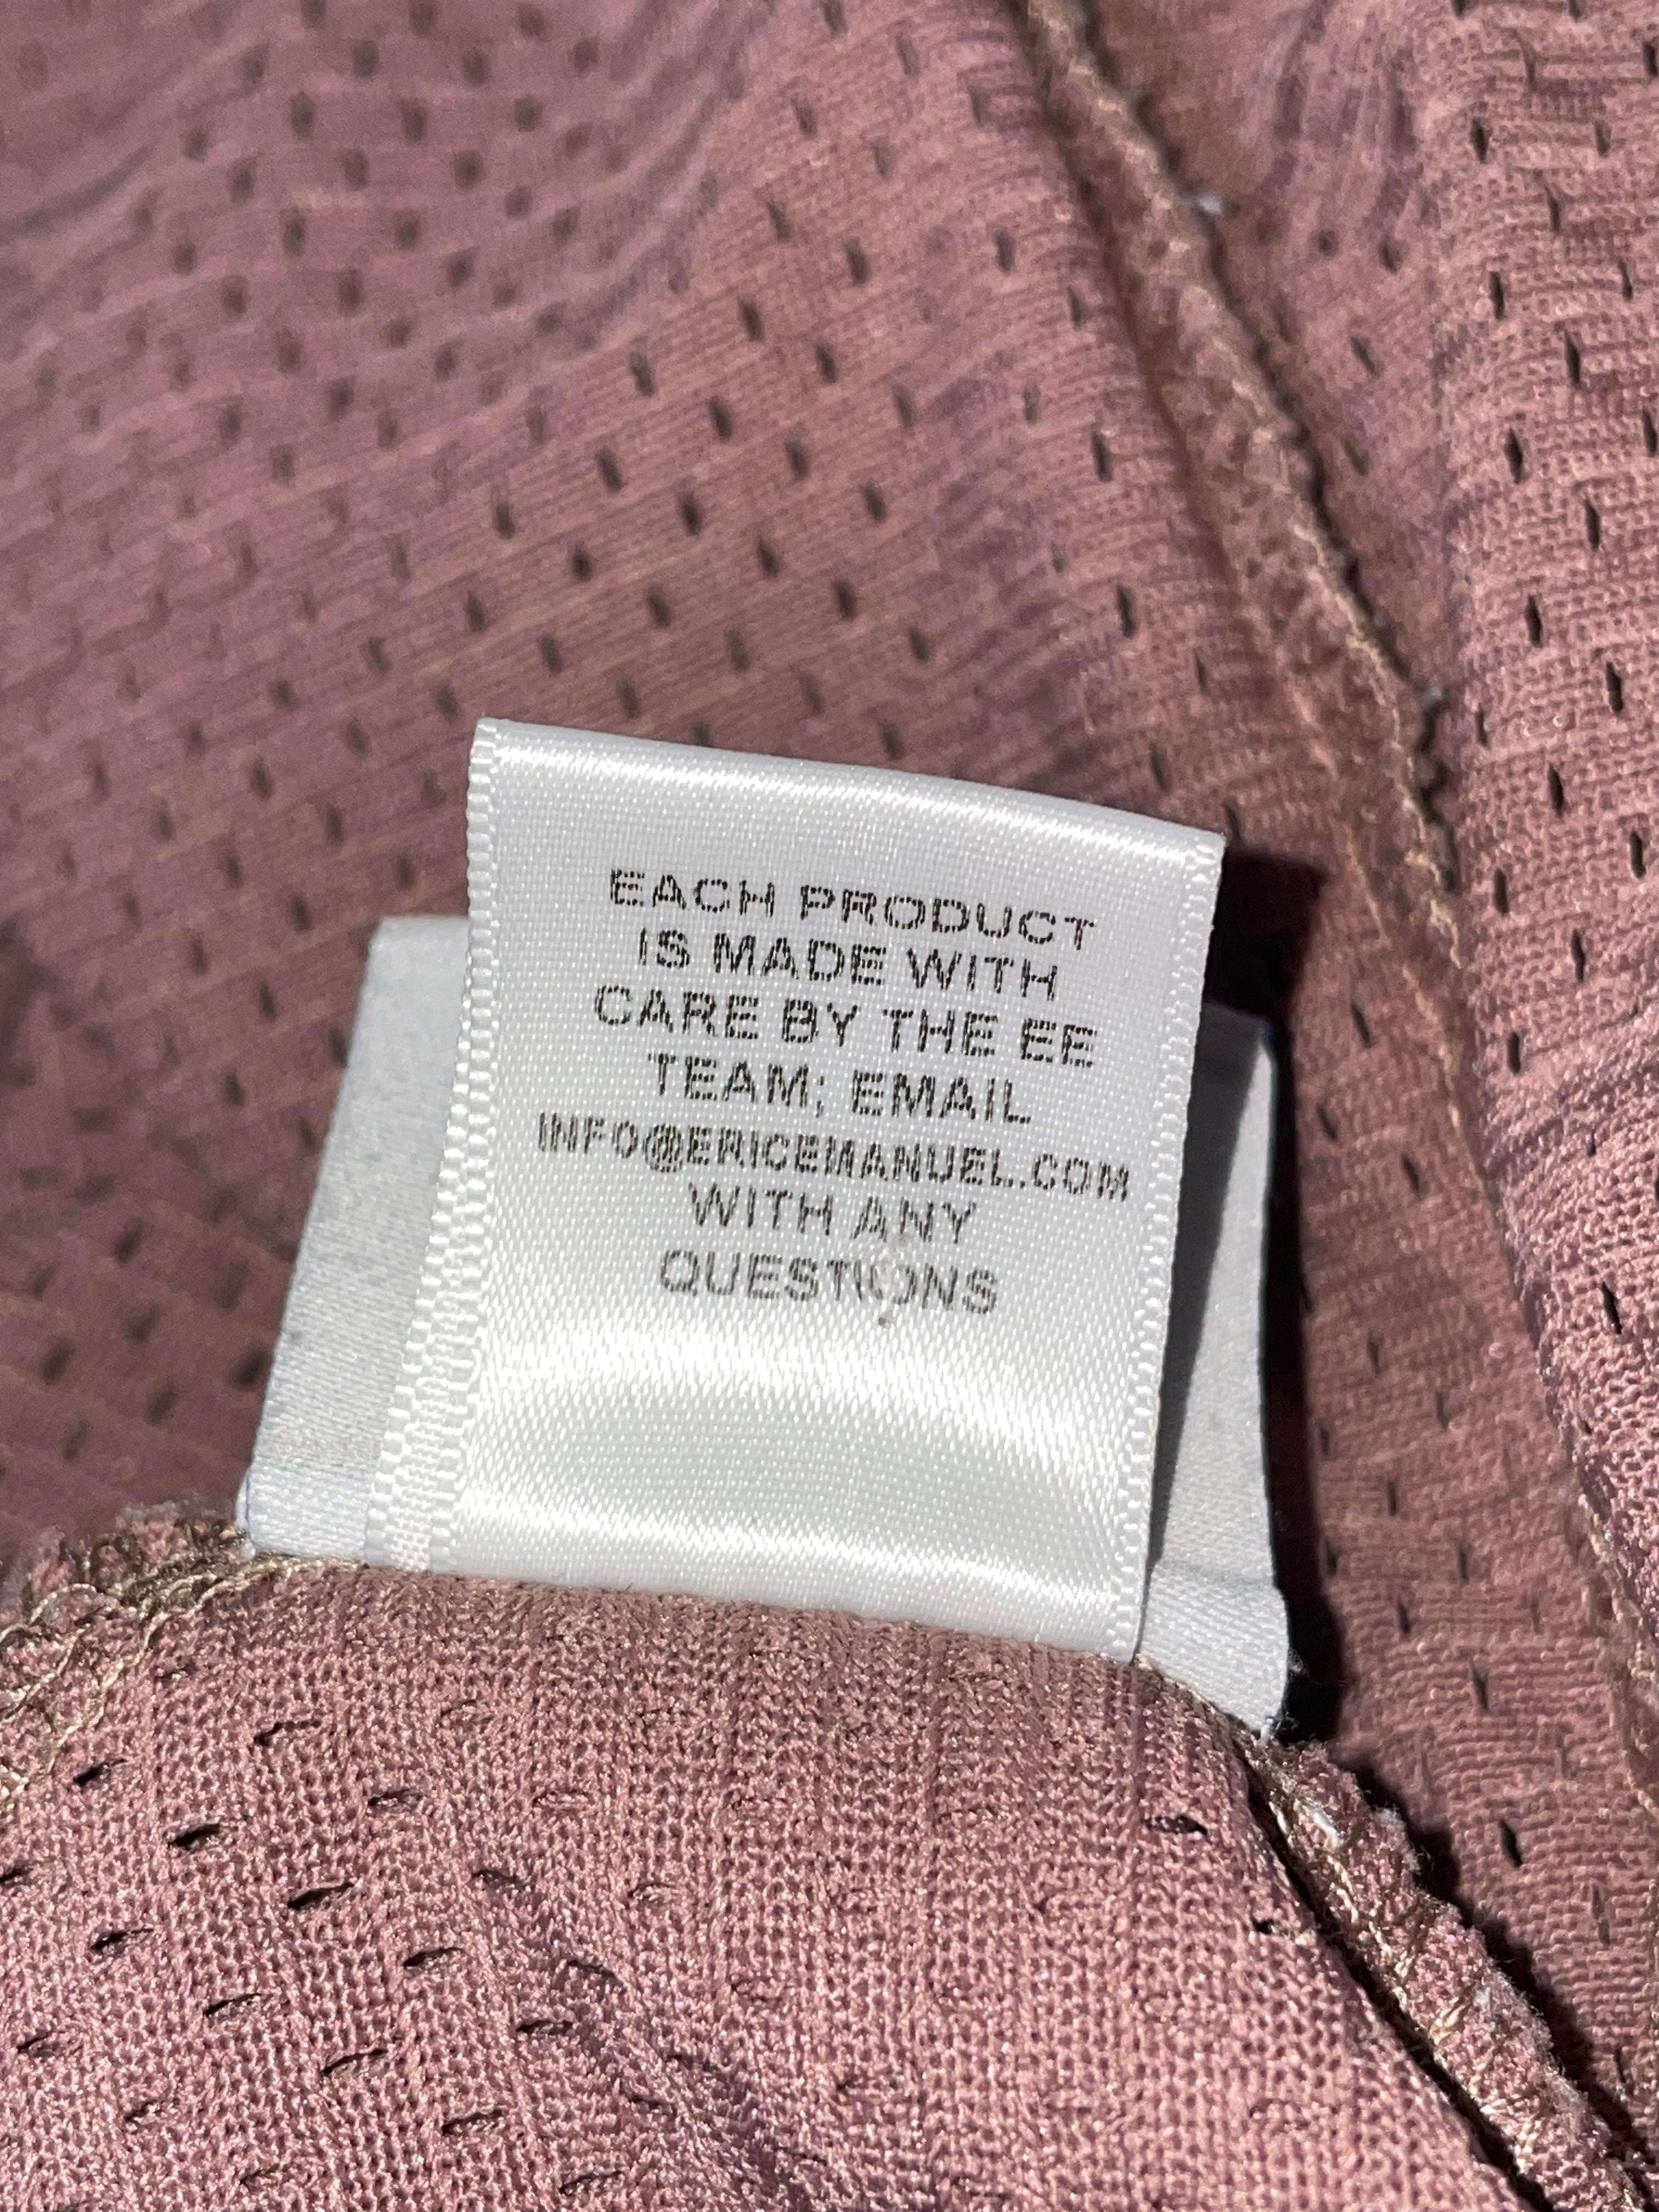 EACH PRODUCT
IS MADE WITH
CARE BY THE EE
TEAM; EMAIL
INFO@ERICEMANUEL.COM
WITH ANY
QUESTIONS